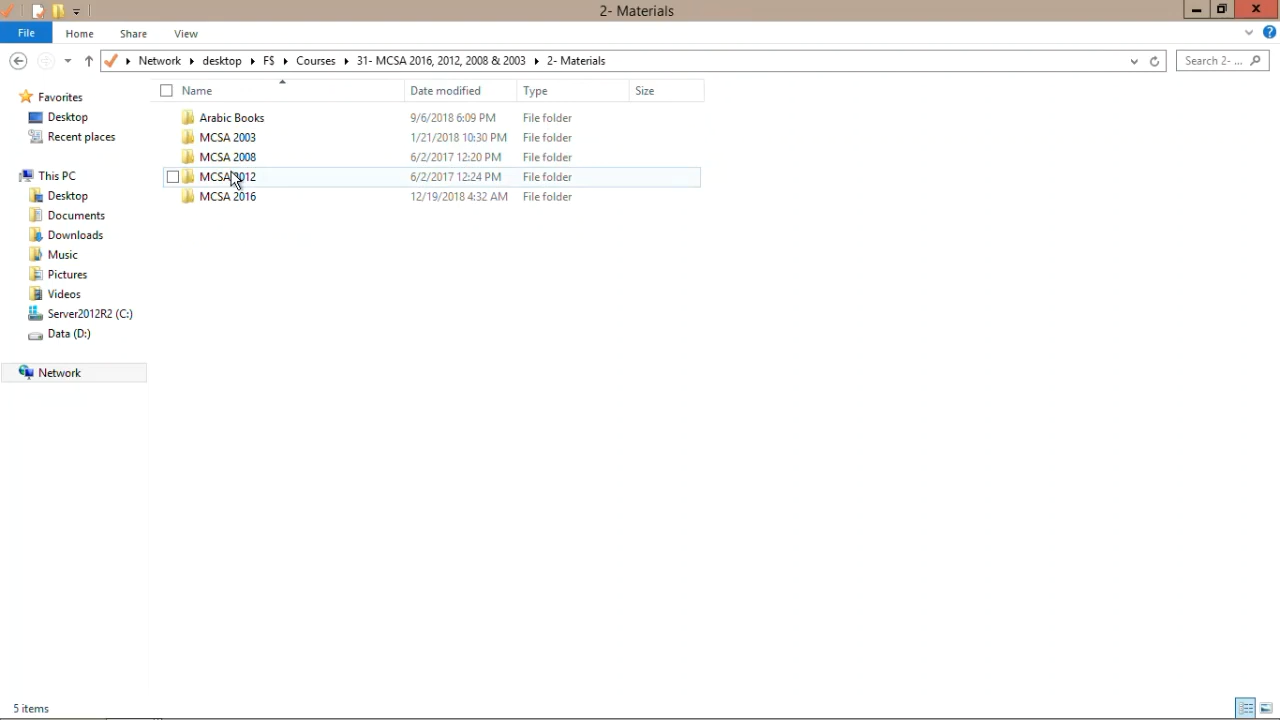 2- Materials
File Home Share View
Network desktop F$ Courses 31- MCSA 2016, 2012, 2008 & 2003 2- Materials Search 2- ...
Name Date modified Type Size
Favorites
Desktop
Recent places
This PC
Desktop
Documents
Downloads
Music
Pictures
Videos
Server2012R2 (C:)
Data (D:)
Network
Arabic Books 9/6/2018 6:09 PM File folder
MCSA 2003 1/21/2018 10:30 PM File folder
MCSA 2008 6/2/2017 12:20 PM File folder
MCSA 2012 6/2/2017 12:24 PM File folder
MCSA 2016 12/19/2018 4:32 AM File folder
5 items